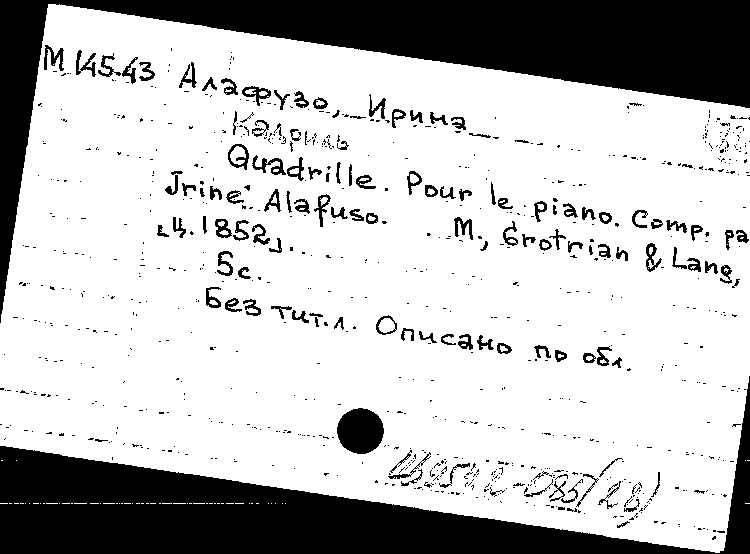 М 145.43 Алафузо, Ирина
Кадриль
Quadrille. Pour le piano. Comp. pa
Jrine Alafuso. M., Grotrian & Lang,
ц. 1852.
5 с.
Без тит.л. Описано по обл.